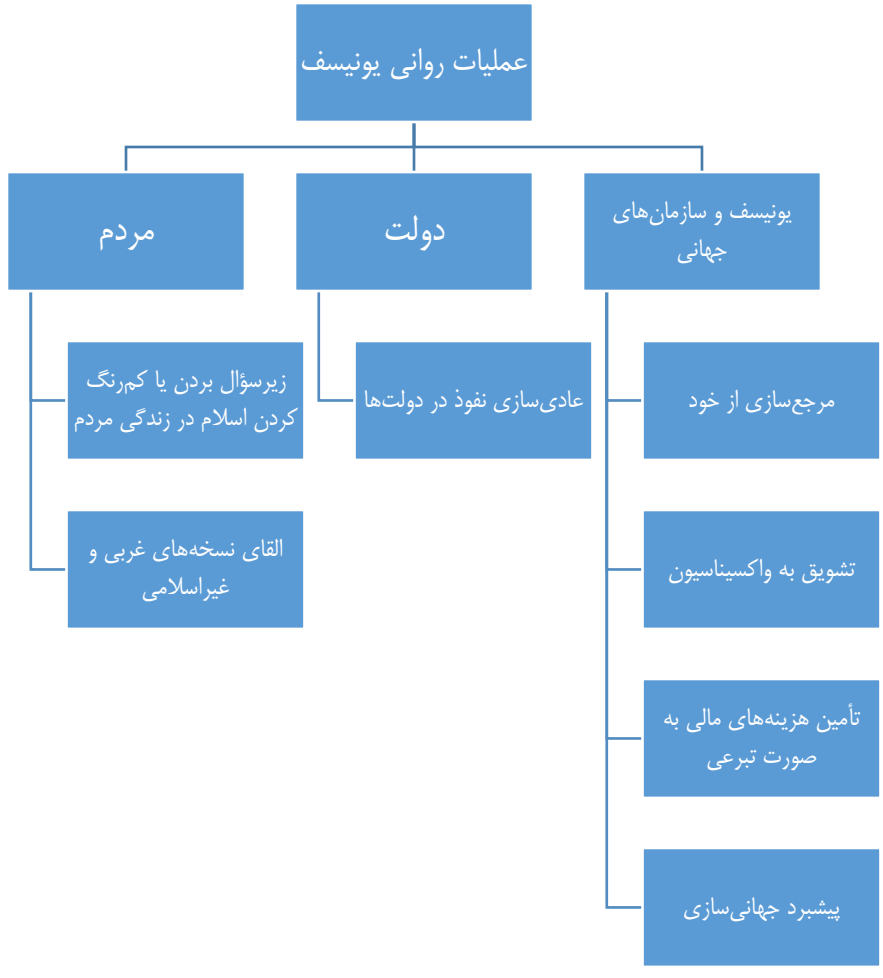 عملیات روانی یونیسف
یونیسف و سازمان‌های
جهانی
دولت
مردم
مرجع‌سازی از خود
عادی‌سازی نفوذ در دولت‌ها
زیرسؤال بردن یا کم‌رنگ
کردن اسلام در زندگی مردم
تشویق به واکسیناسیون
القای نسخه‌های غربی و
غیراسلامی
تأمین هزینه‌های مالی به
صورت تبرعی
پیشبرد جهانی‌سازی